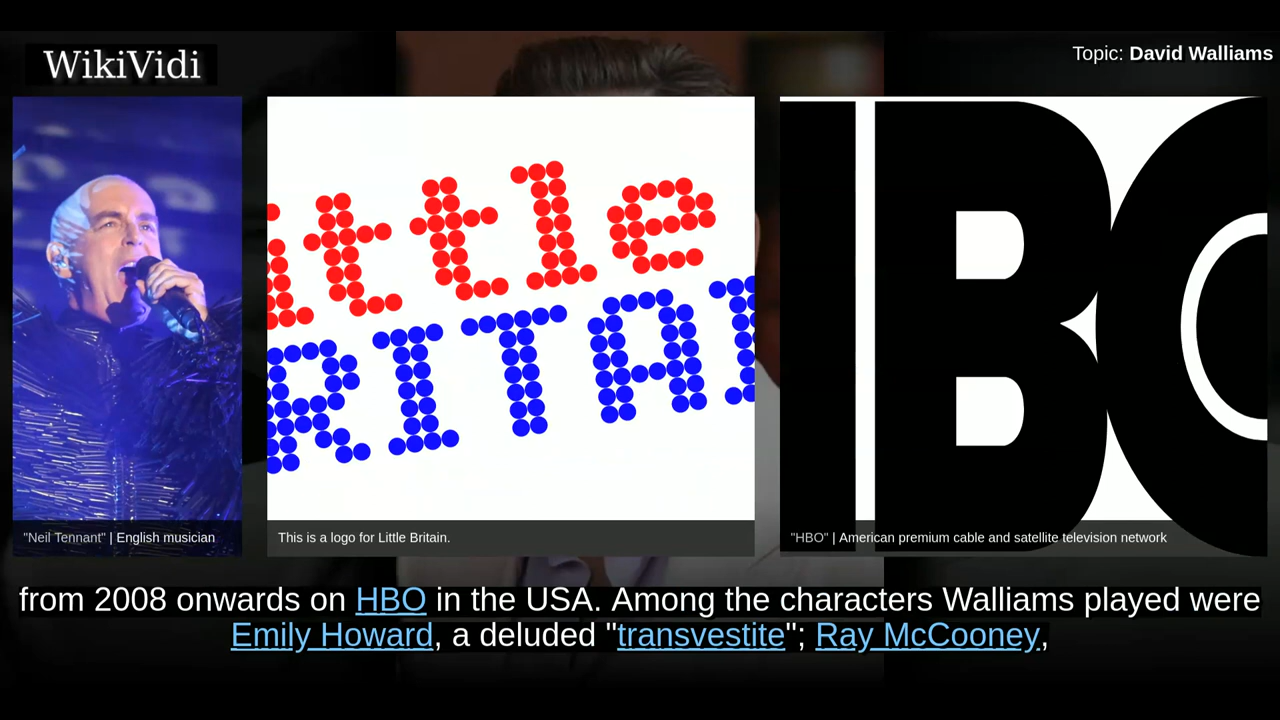 WikiVidi
Topic: David Walliams
ittle
RITAI
BO
"Neil Tennant" | English musician
This is a logo for Little Britain.
"HBO" | American premium cable and satellite television network
from 2008 onwards on HBO in the USA. Among the characters Walliams played were
Emily Howard, a deluded "transvestite"; Ray McCooney,